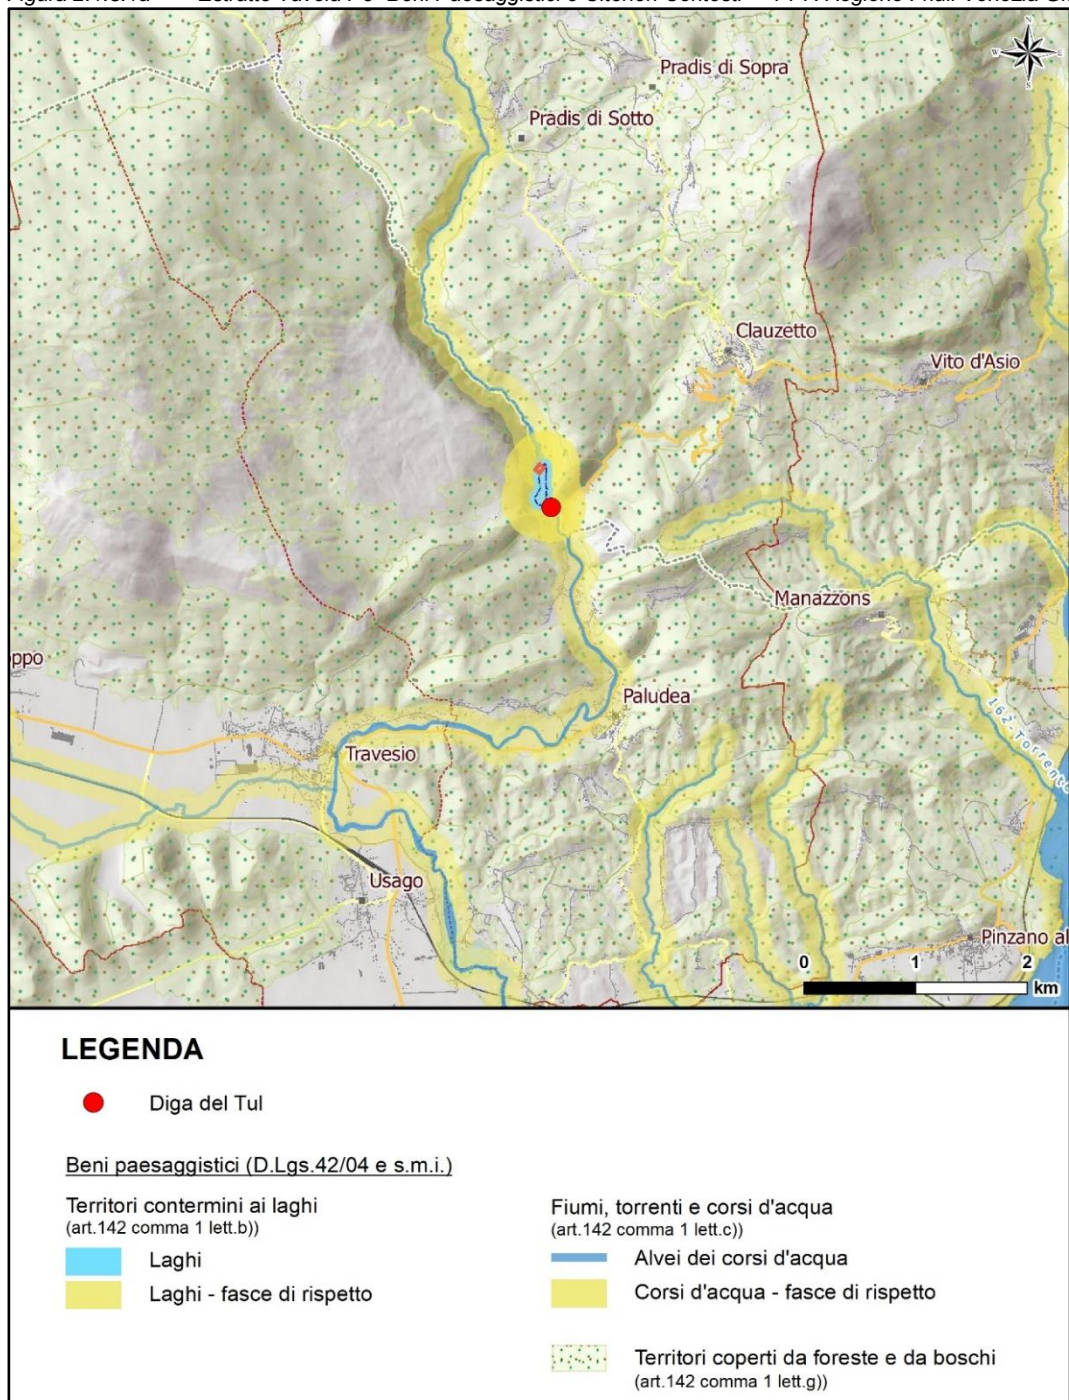 Pradis di Sopra
Pradis di Sotto
Clauzetto
Vito d'Asio
Manazzons
oppo
Paludea
162-Torrente
Travesio
Usago
Pinzano al
0 1 2
km
N
W E
S
LEGENDA
Diga del Tul
Beni paesaggistici (D.Lgs.42/04 e s.m.i.)
Territori contermini ai laghi
(art.142 comma 1 lett.b))
Laghi
Laghi - fasce di rispetto
Fiumi, torrenti e corsi d'acqua
(art.142 comma 1 lett.c))
Alvei dei corsi d'acqua
Corsi d'acqua - fasce di rispetto
Territori coperti da foreste e da boschi
(art.142 comma 1 lett.g))